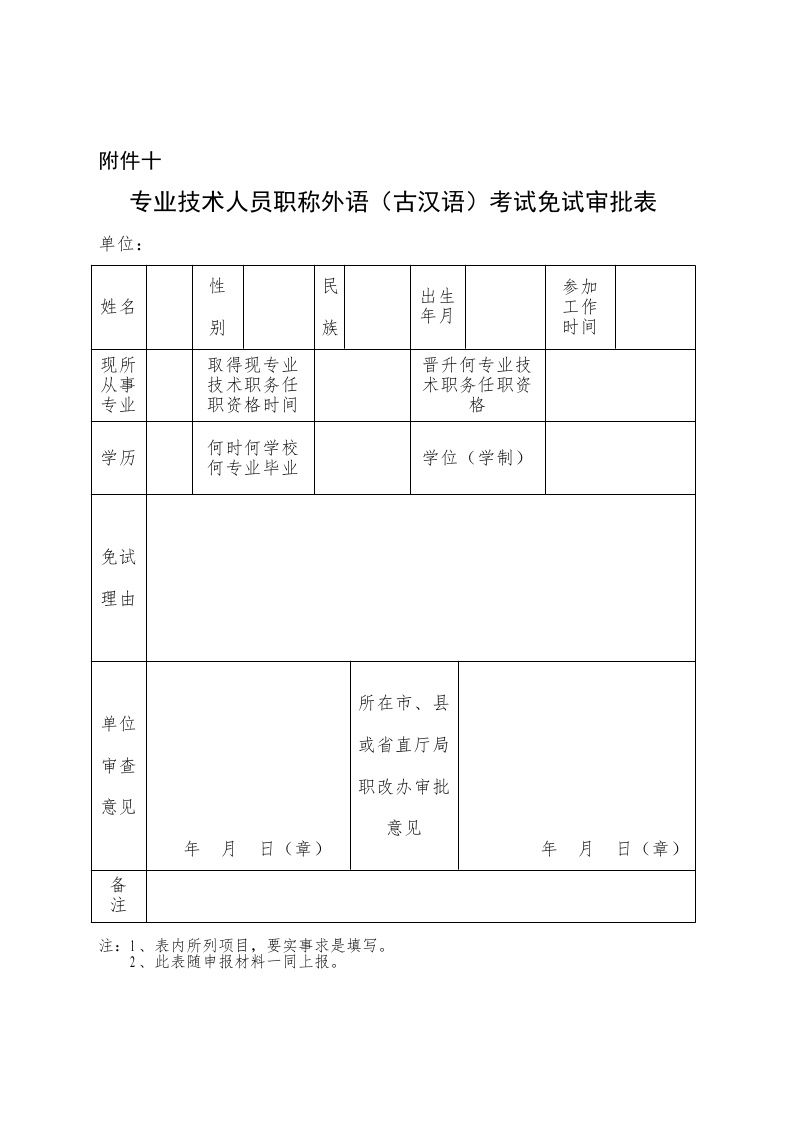 附件十
专业技术人员职称外语（古汉语）考试免试审批表
单位：
姓名
性
别
民
族
出生
年月
参加
工作
时间
现所
从事
专业
取得现专业
技术职务任
职资格时间
晋升何专业技
术职务任职资
格
学历
何时何学校
何专业毕业
学位（学制）
免试
理由
单位
审查
意见
年 月 日（章）
所在市、县
或省直厅局
职改办审批
意见
年 月 日（章）
备
注
注：1、表内所列项目，要实事求是填写。
2、此表随申报材料一同上报。